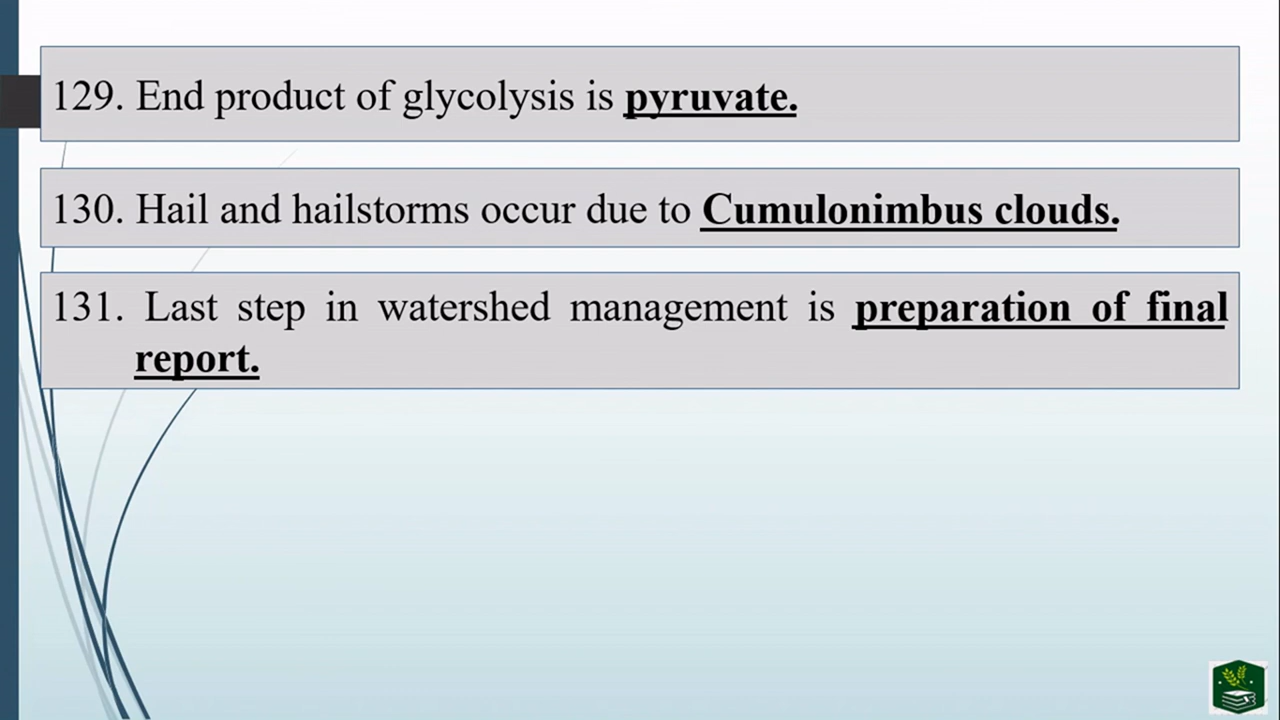 129. End product of glycolysis is pyruvate.
130. Hail and hailstorms occur due to Cumulonimbus clouds.
131. Last step in watershed management is preparation of final
report.